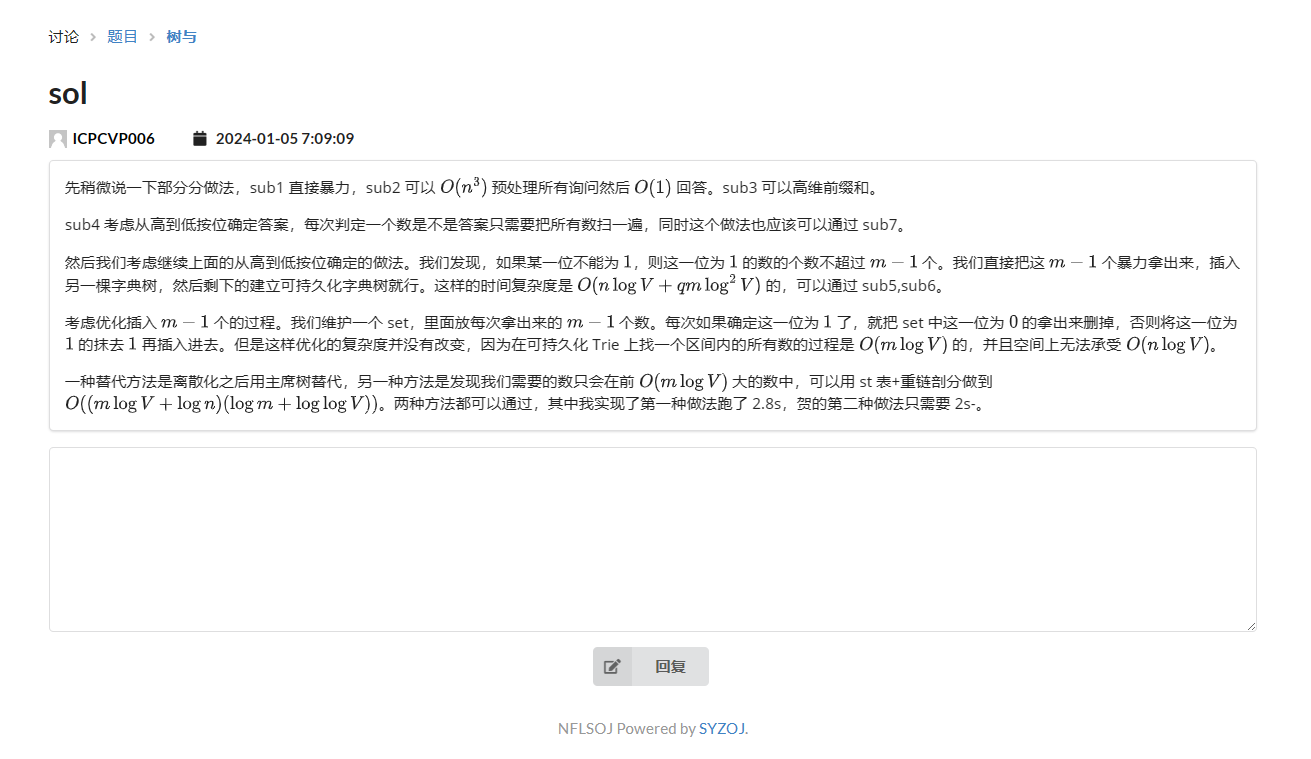 讨论 > 题目 > 树与
sol
ICPCVP006 2024-01-05 7:09:09
先稍微说一下部分分做法，sub1 直接暴力，sub2 可以 O(n³) 预处理所有询问然后 O(1) 回答。sub3 可以高维前缀和。
sub4 考虑从高到低按位确定答案，每次判定一个数是不是答案只需要把所有数扫一遍，同时这个做法也应该可以通过 sub7。
然后我们考虑继续上面的从高到低按位确定的做法。我们发现，如果某一位不能为 1，则这一位为 1 的数的个数不超过 m − 1 个。我们直接把这 m − 1 个暴力拿出来，插入
另一棵字典树，然后剩下的建立可持久化字典树就行。这样的时间复杂度是 O(n log V + qm log² V) 的，可以通过 sub5,sub6。
考虑优化插入 m − 1 个的过程。我们维护一个 set，里面放每次拿出来的 m − 1 个数。每次如果确定这一位为 1 了，就把 set 中这一位为 0 的拿出来删掉，否则将这一位为
1 的抹去 1 再插入进去。但是这样优化的复杂度并没有改变，因为在可持久化 Trie 上找一个区间内的所有数的过程是 O(m log V) 的，并且空间上无法承受 O(n log V)。
一种替代方法是离散化之后用主席树替代，另一种方法是发现我们需要的数只会在前 O(m log V) 大的数中，可以用 st 表+重链剖分做到
O((m log V + log n)(log m + log log V))。两种方法都可以通过，其中我实现了第一种做法跑了 2.8s，贺的第二种做法只需要 2s-。
回复
NFLSOJ Powered by SYZOJ.